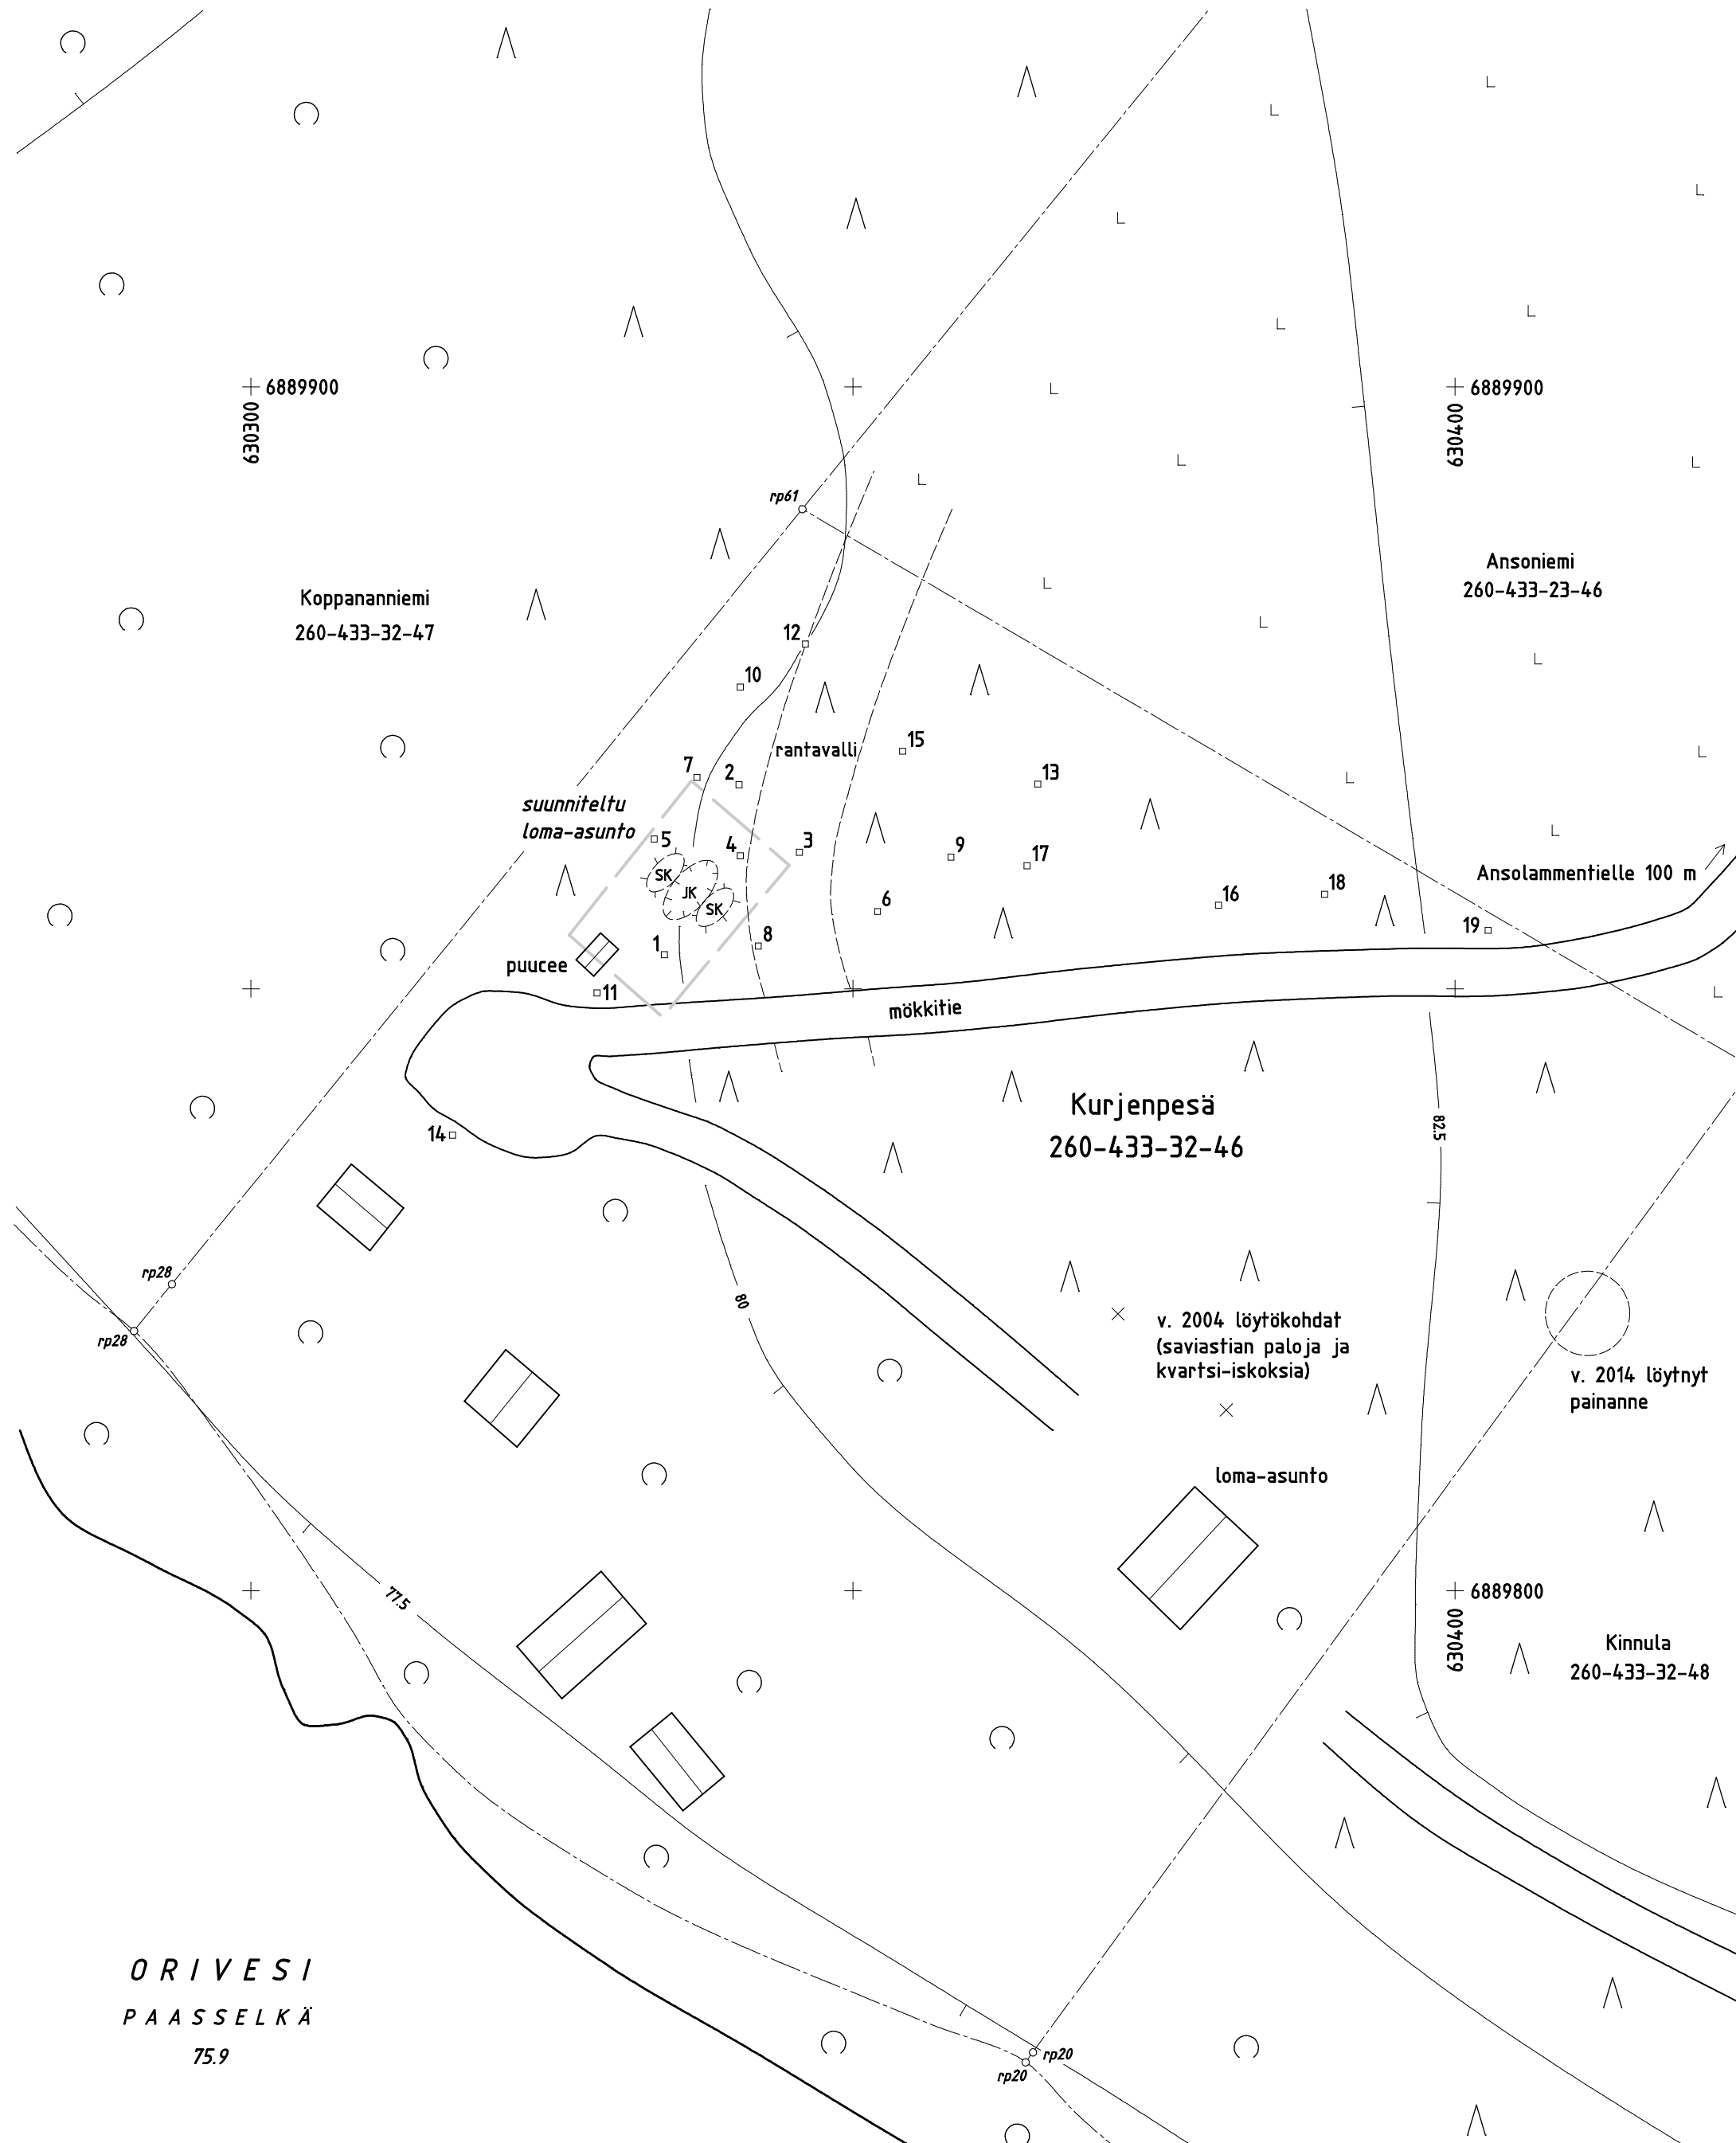 6889900
630300
6889900
630400
rp61
Ansoniemi
260-433-23-46
Koppananniemi
260-433-32-47
12
10
rantavalli
15
7
2
13
suunniteltu
loma-asunto
5
4
3
9
17
SK
JK
SK
6
16
18
Ansolammentielle 100 m
19
1
8
puucee
11
mökkitie
Kurjenpesä
260-433-32-46
82.5
14
rp28
rp28
80
v. 2004 löytökohdat
(saviastian paloja ja
kvartsi-iskoksia)
v. 2014 löytnyt
painanne
loma-asunto
77.5
6889800
630400
Kinnula
260-433-32-48
ORIVESI
PAASSELKÄ
75.9
rp20
rp20